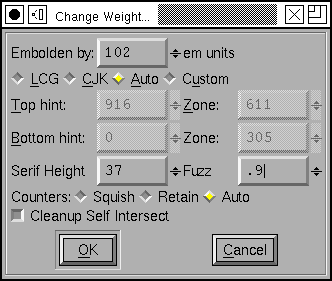 Change Weight...
Embolden by: 102 em units
LCG CJK Auto Custom
Top hint: 916 Zone: 611
Bottom hint: 0 Zone: 305
Serif Height 37 Fuzz .9
Counters: Squish Retain Auto
Cleanup Self Intersect
OK Cancel